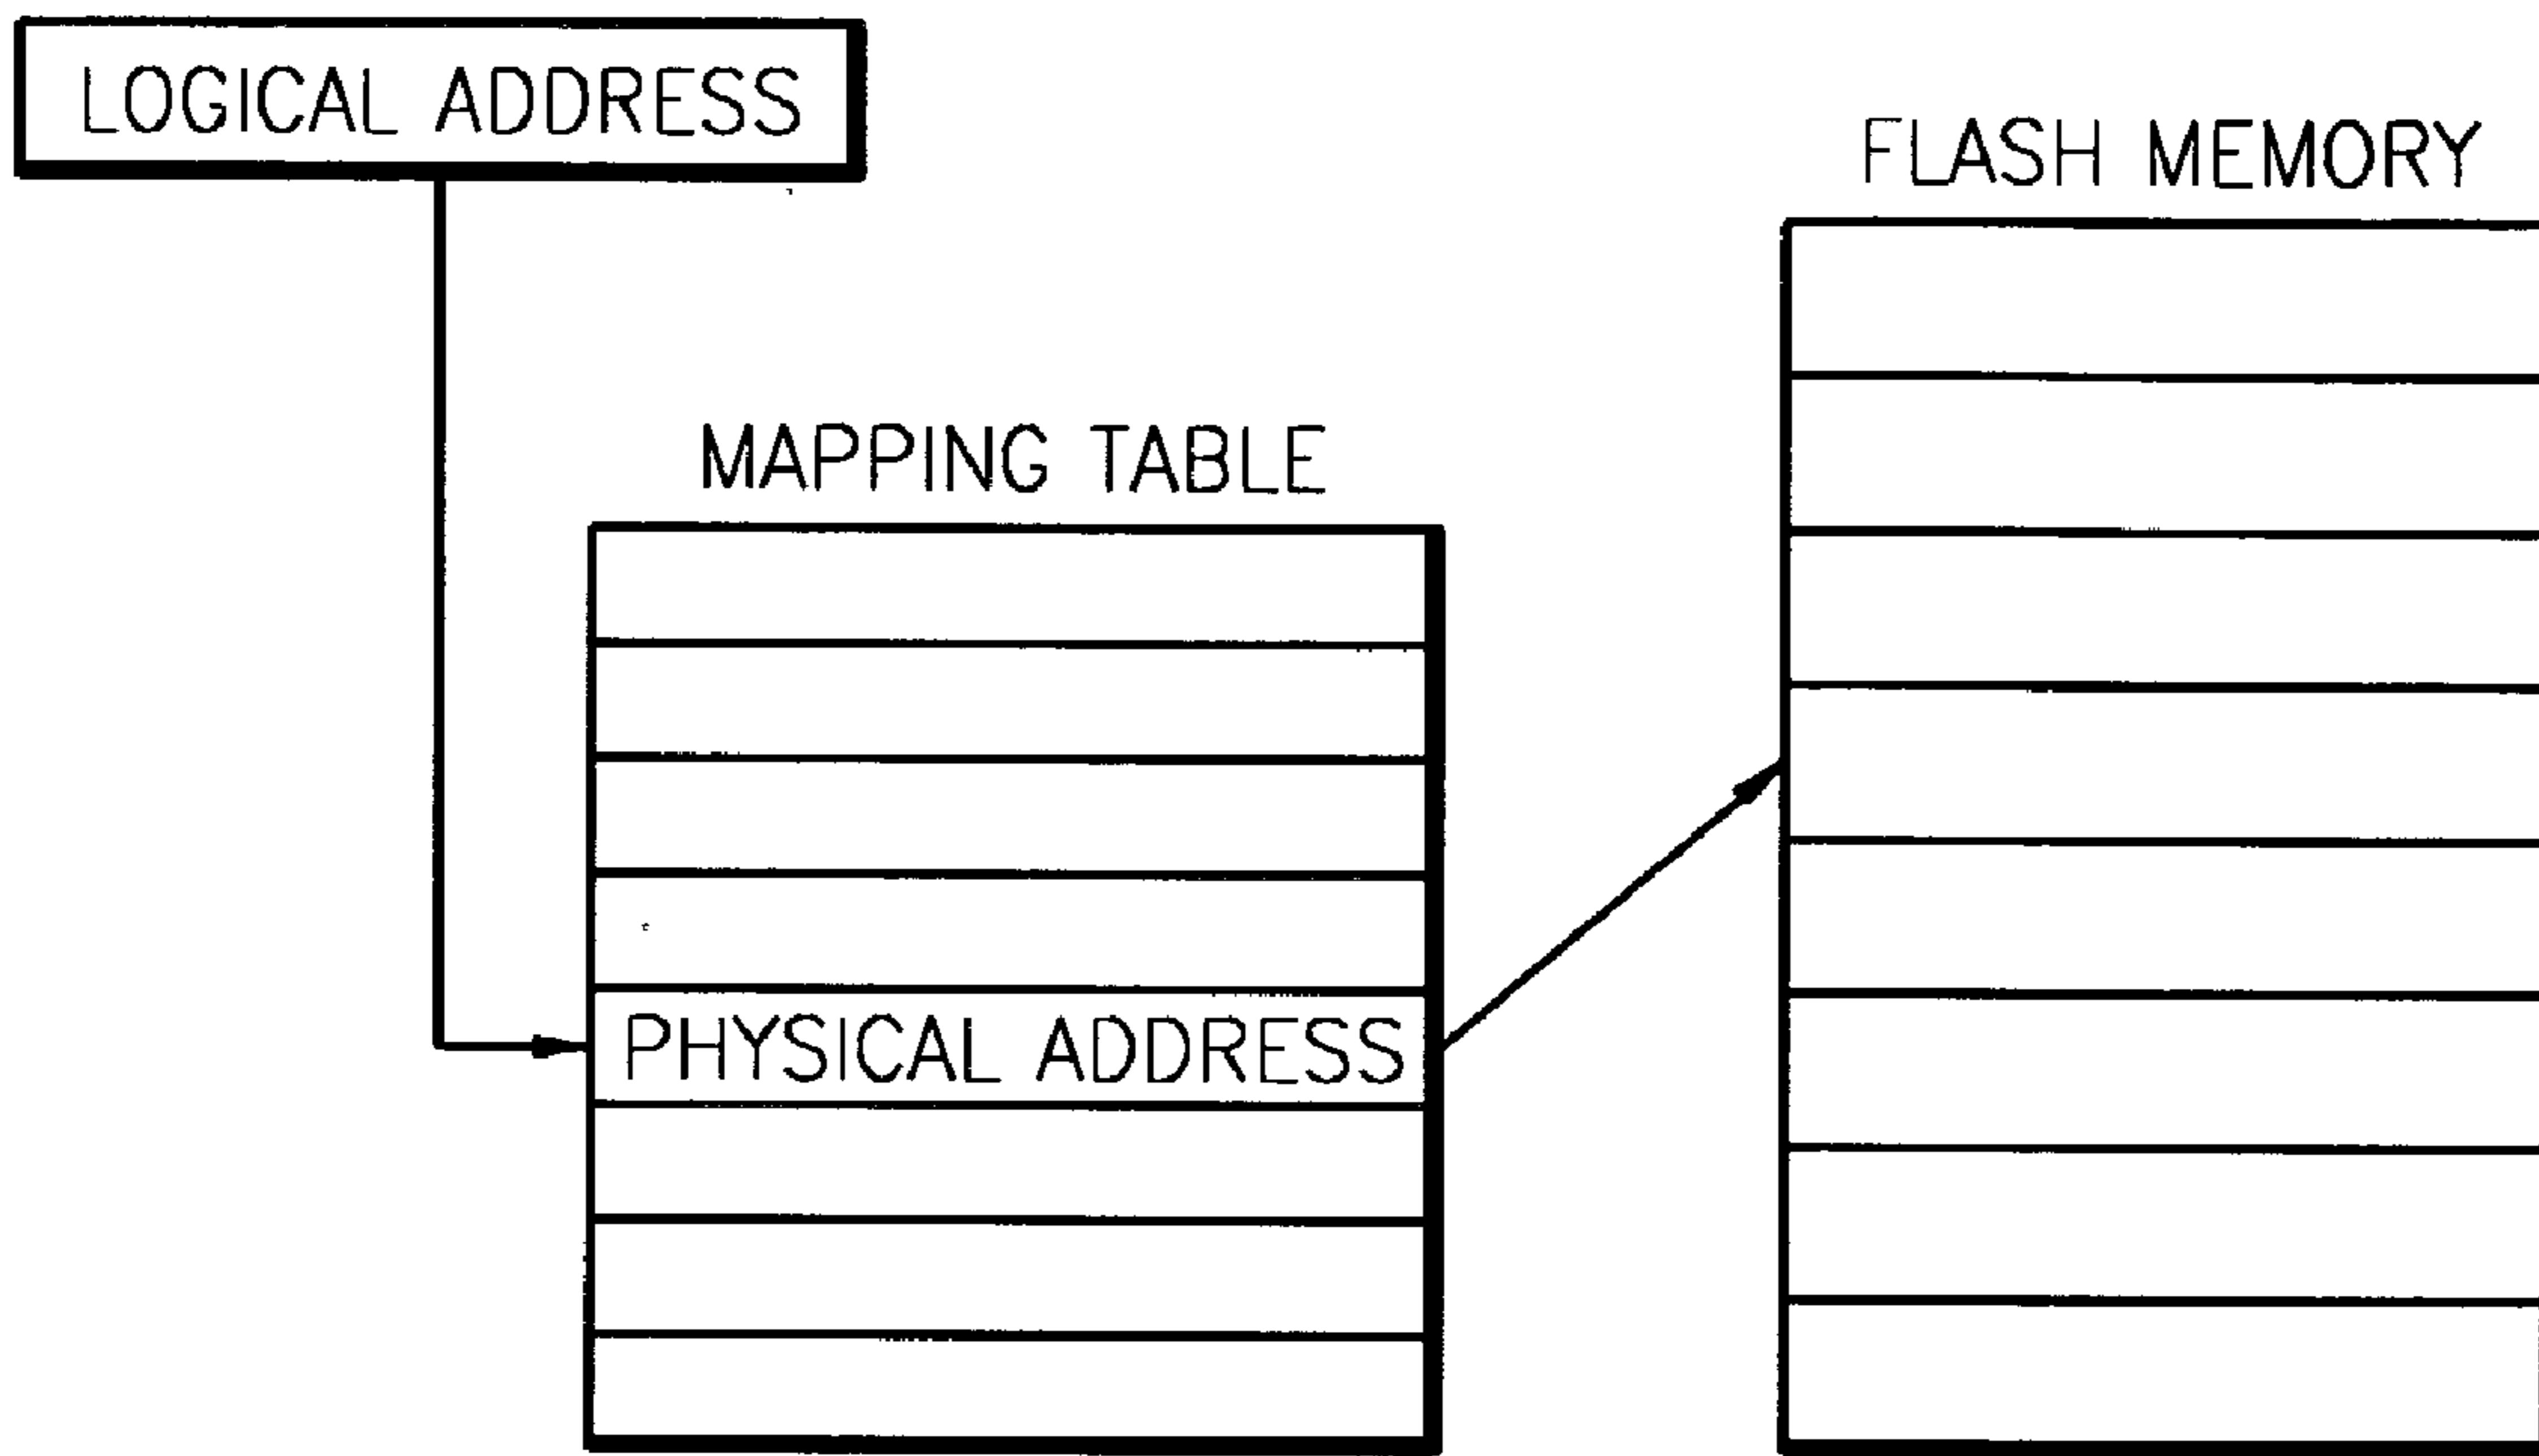 LOGICAL ADDRESS
FLASH MEMORY
MAPPING TABLE
PHYSICAL ADDRESS